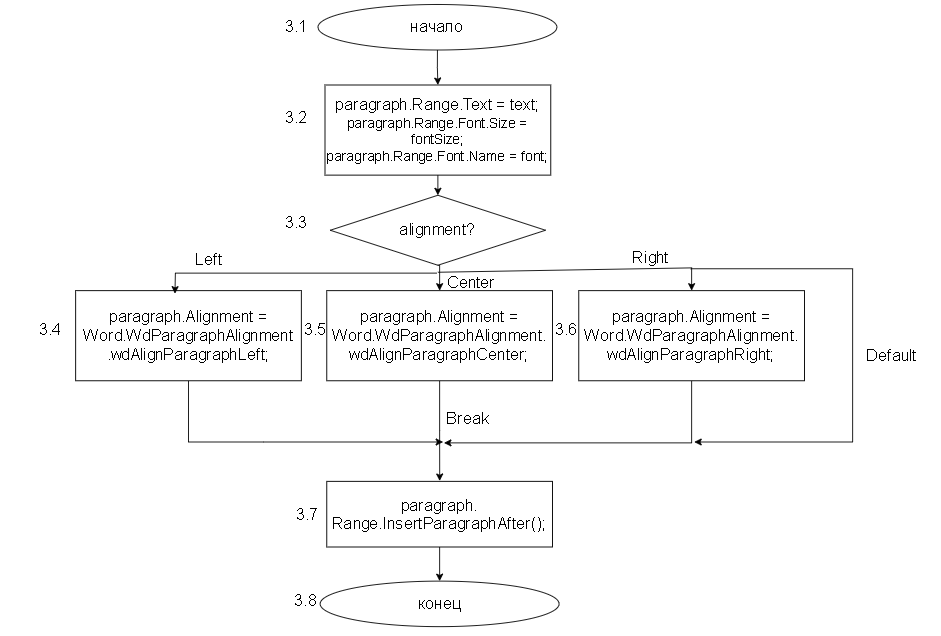 3.1
начало
3.2
paragraph.Range.Text = text;
paragraph.Range.Font.Size =
fontSize;
paragraph.Range.Font.Name = font;
3.3
alignment?
Left
Center
Right
3.4
paragraph.Alignment =
Word.WdParagraphAlignment
.wdAlignParagraphLeft;
3.5
paragraph.Alignment =
Word.WdParagraphAlignment.
wdAlignParagraphCenter;
3.6
paragraph.Alignment =
Word.WdParagraphAlignment.
wdAlignParagraphRight;
Default
Break
3.7
paragraph.
Range.InsertParagraphAfter();
3.8
конец